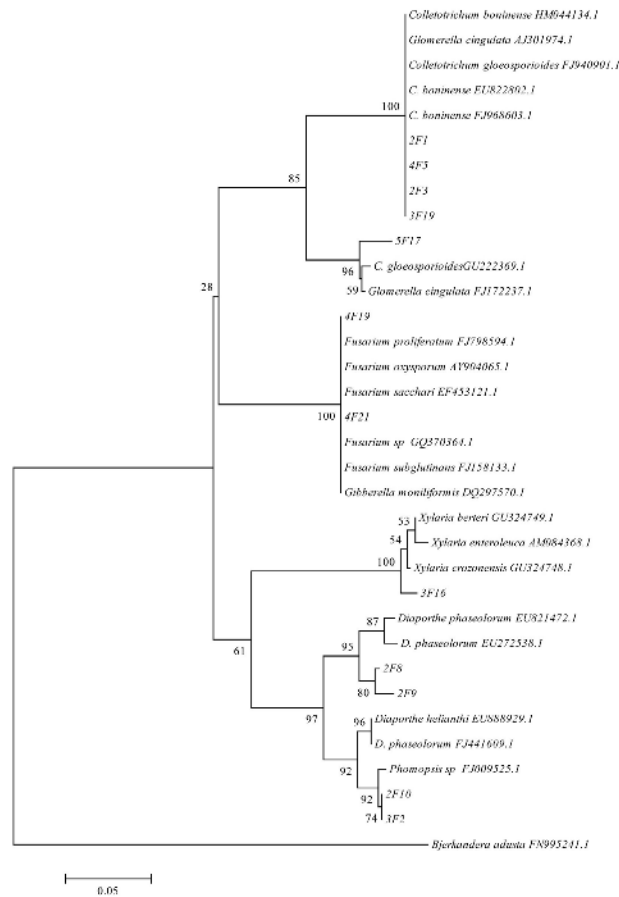 Colletotrichum boninense HM044134.1
Glomerella cingulata AJ301974.1
Colletotrichum gloeosporioides FJ940901.1
C. boninense EU822802.1
100
C. boninense FJ968603.1
2F1
4F5
85
2F3
3F19
5F17
96
C. gloeosporioidesGU222369.1
28
59
Glomerella cingulata FJ172237.1
4F19
Fusarium proliferatum FJ798594.1
Fusarium oxysporum AY904065.1
Fusarium sacchari EF453121.1
100
4F21
Fusarium sp GQ370364.1
Fusarium subglutinans FJ158133.1
Gibberella moniliformis DQ297570.1
53
Xylaria berteri GU324749.1
54
Xylaria enteroleuca AM084368.1
100
Xylaria crozonensis GU324748.1
3F16
87
Diaporthe phaseolorum EU821472.1
95
D. phaseolorum EU272538.1
61
2F8
80
2F9
97
96
Diaporthe helianthi EU888929.1
D. phaseolorum FJ441609.1
92
Phomopsis sp FJ009525.1
92
2F10
74
3F2
Bjerkandera adusta FN995241.1
0.05